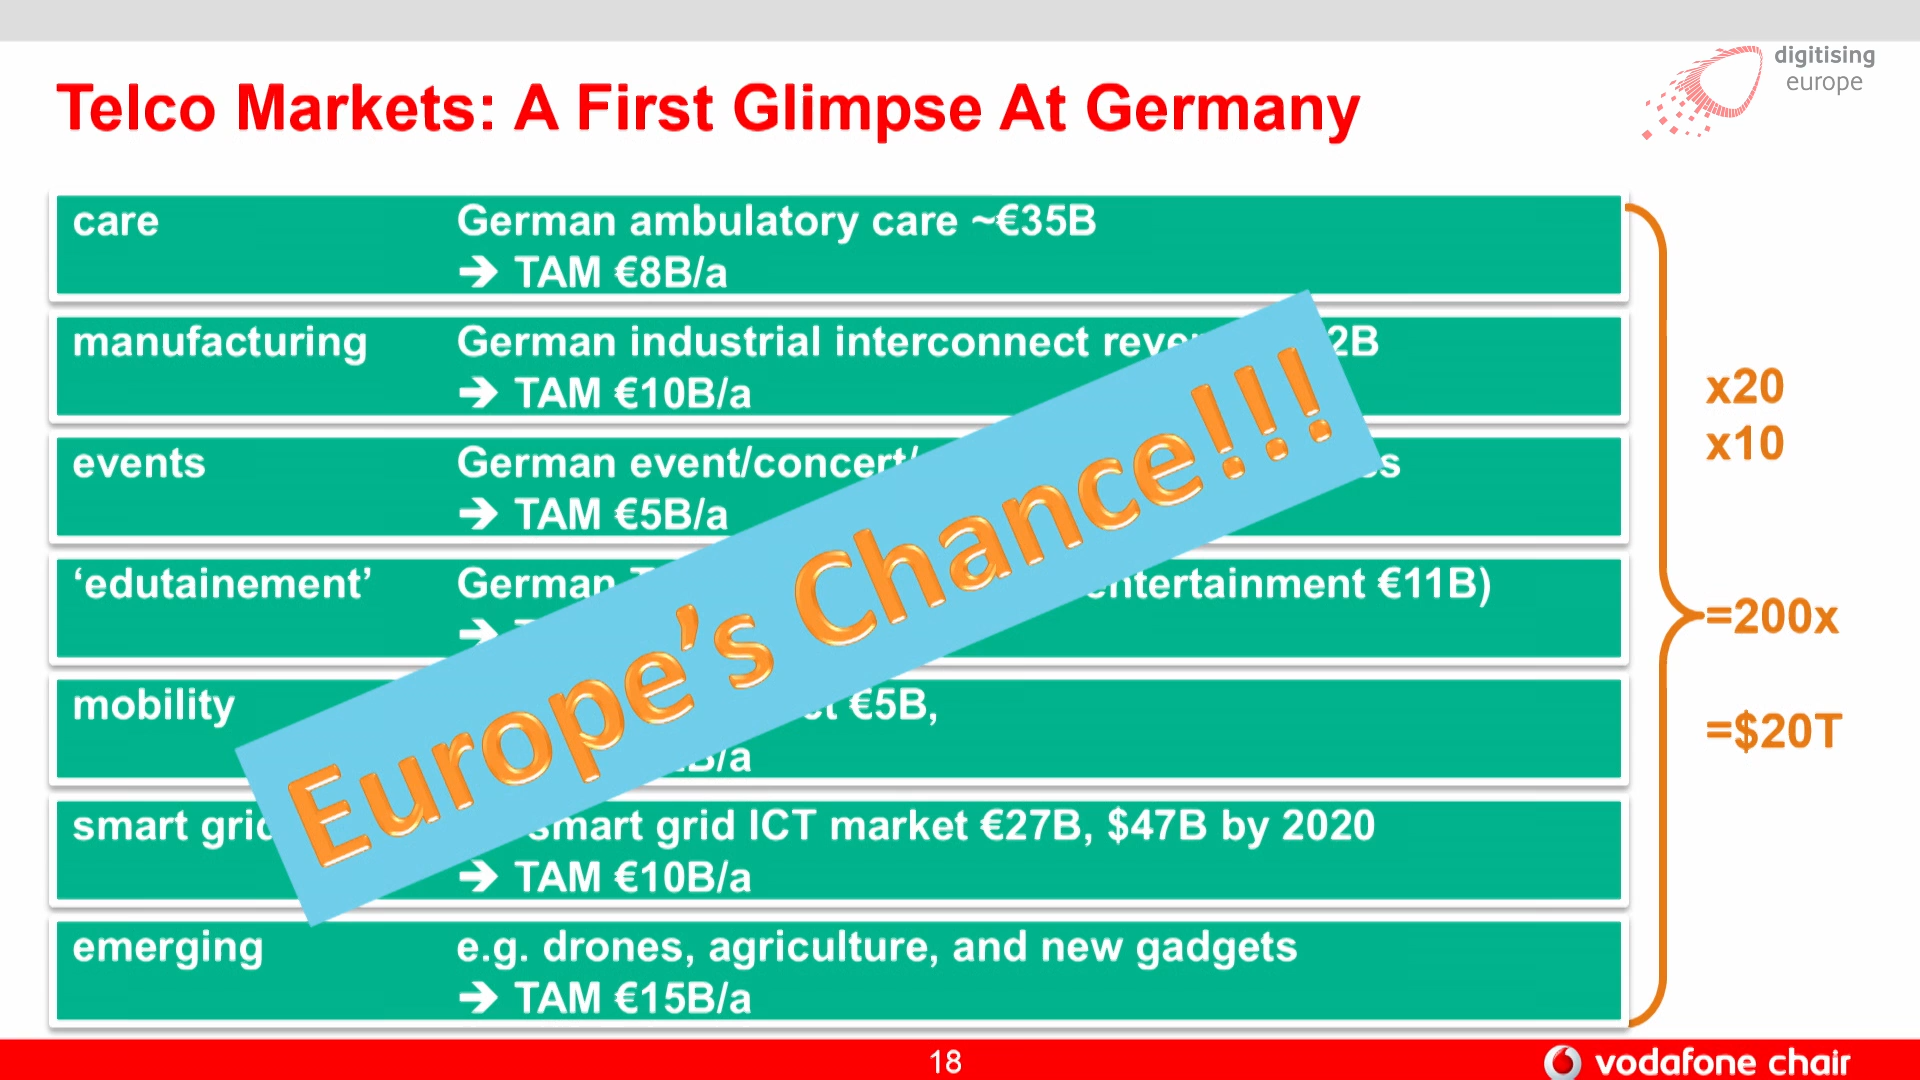 digitising
europe
Telco Markets: A First Glimpse At Germany
care German ambulatory care ~€35B
➔ TAM €8B/a
manufacturing German industrial interconnect 2B
➔ TAM €10B/a
events German event/concert/
➔ TAM €5B/a
‘edutainement’ German entertainment €11B)
➔
mobility €5B,
smart grid smart grid ICT market €27B, $47B by 2020
➔ TAM €10B/a
emerging e.g. drones, agriculture, and new gadgets
➔ TAM €15B/a
Europe’s Chance!!!
x20
x10
=200x
=$20T
18
vodafone chair